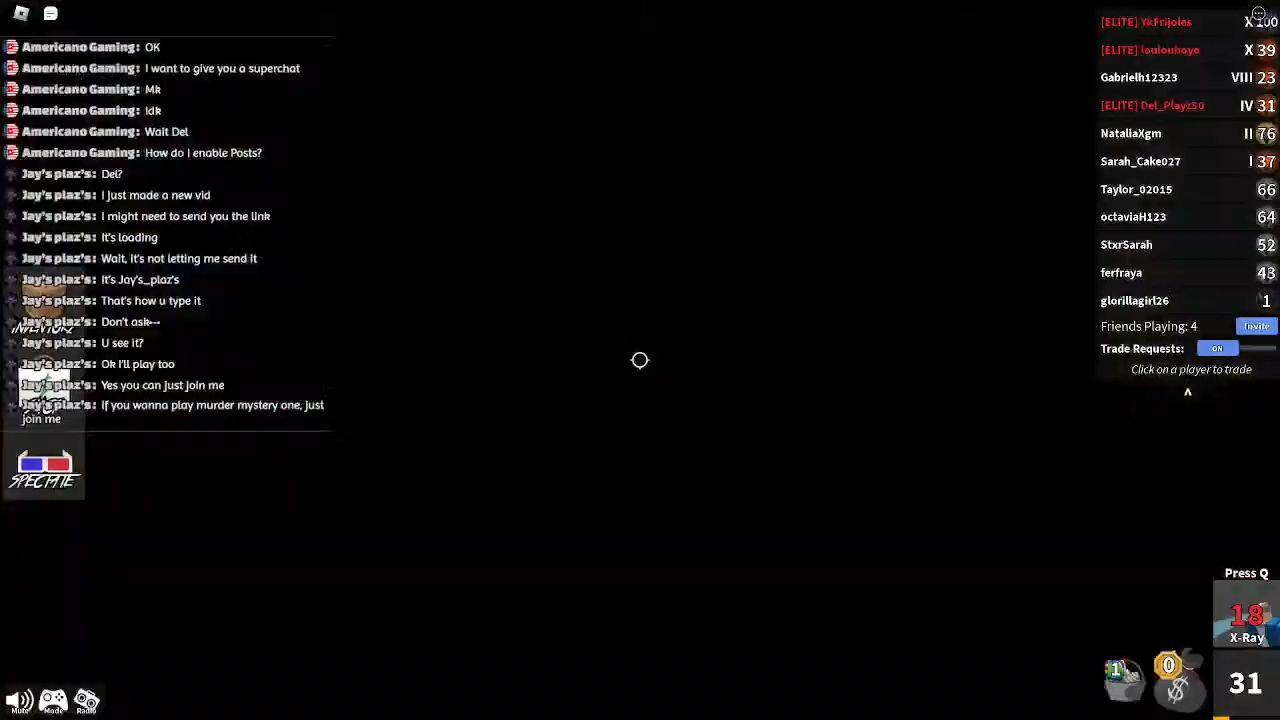 Americano Gaming: OK
Americano Gaming: I want to give you a superchat
Americano Gaming: Mk
Americano Gaming: Idk
Americano Gaming: Wait Del
Americano Gaming: How do I enable Posts?
Jay's plaz's: Del?
Jay's plaz's: I just made a new vid
Jay's plaz's: I might need to send you the link
Jay's plaz's: It's loading
Jay's plaz's: Wait, it's not letting me send it
Jay's plaz's: It's Jay's_plaz's
Jay's plaz's: That's how u type it
Jay's plaz's: Don't ask---
Jay's plaz's: U see it?
Jay's plaz's: Ok I'll play too
Jay's plaz's: Yes you can just join me
Jay's plaz's: If you wanna play murder mystery one, just
join me
INVENTORY
SPECTATE
Mute
Mode
Radio
[ELITE] YkFrijoles X 100
[ELITE] loulouboyo X 39
Gabrielh12323 VIII 23
[ELITE] Del_Playz50 IV 31
NataliaXgm II 76
Sarah_Cake027 I 37
Taylor_02015 66
octaviaH123 64
StxrSarah 52
ferfraya 43
glorillagirl26 1
Friends Playing: 4 Invite
Trade Requests: ON
Click on a player to trade
Press Q
18
X-Ray
1
0
31